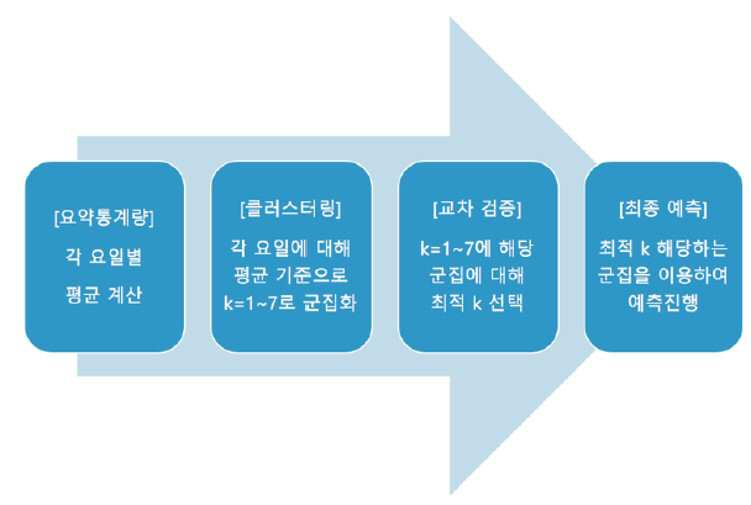 [요약통계량]
각 요일별
평균 계산
[클러스터링]
각 요일에 대해
평균 기준으로
k=1~7로 군집화
[교차 검증]
k=1~7에 해당
군집에 대해
최적 k 선택
[최종 예측]
최적 k 해당하는
군집을 이용하여
예측진행